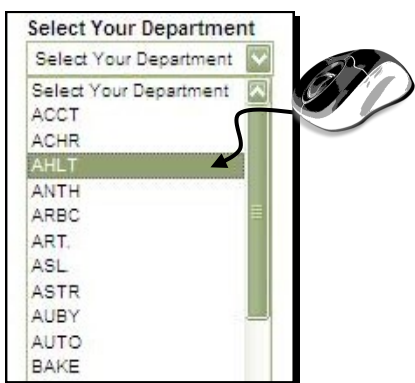 Select Your Department
Select Your Department
Select Your Department
ACCT
ACHR
AHLT
ANTH
ARBC
ART.
ASL
ASTR
AUBY
AUTO
BAKE